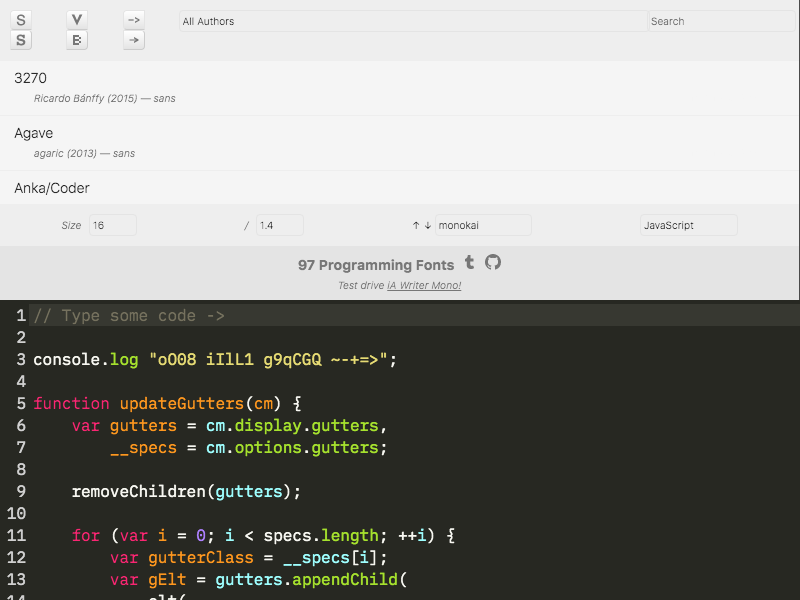 S V ->
S B →
All Authors Search
3270
Ricardo Bánffy (2015) — sans
Agave
agaric (2013) — sans
Anka/Coder
Size 16 / 1.4 ↑ ↓ monokai JavaScript
97 Programming Fonts t
Test drive iA Writer Mono!
1 // Type some code ->
2
3 console.log "oO08 iIlL1 g9qCGQ ~-+=>";
4
5 function updateGutters(cm) {
6 var gutters = cm.display.gutters,
7 __specs = cm.options.gutters;
8
9 removeChildren(gutters);
10
11 for (var i = 0; i < specs.length; ++i) {
12 var gutterClass = __specs[i];
13 var gElt = gutters.appendChild(
14 elt(